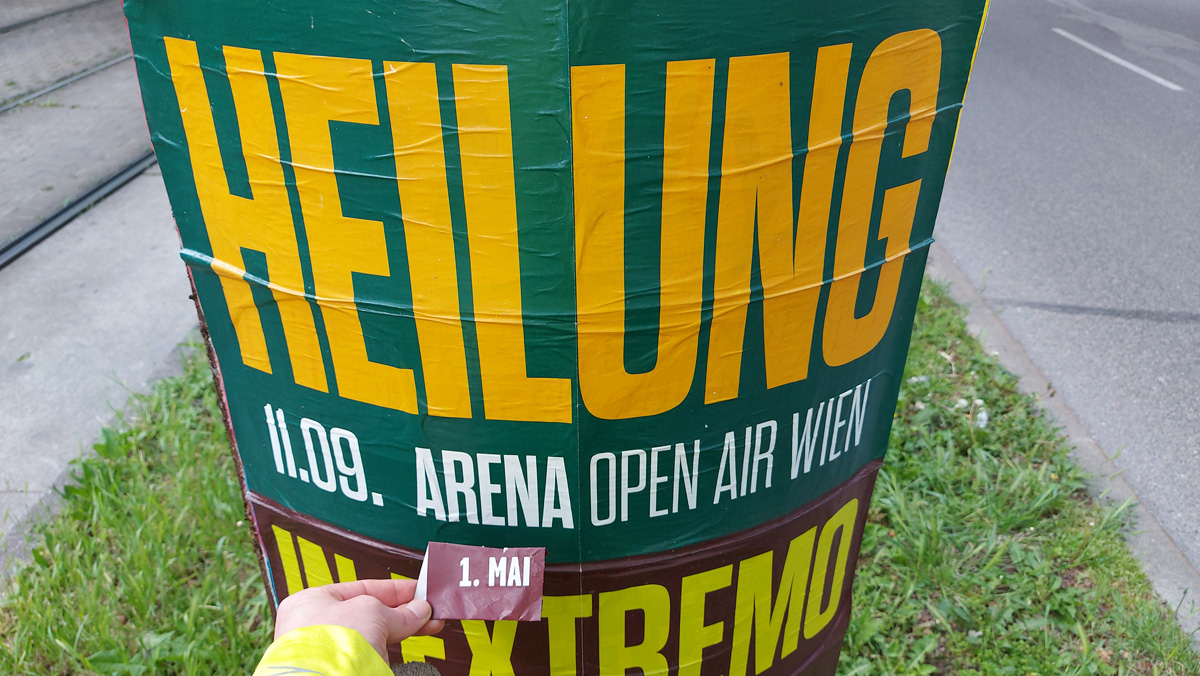 HEILUNG
11.09. ARENA OPEN AIR WIEN
1. MAI
IN EXTREMO